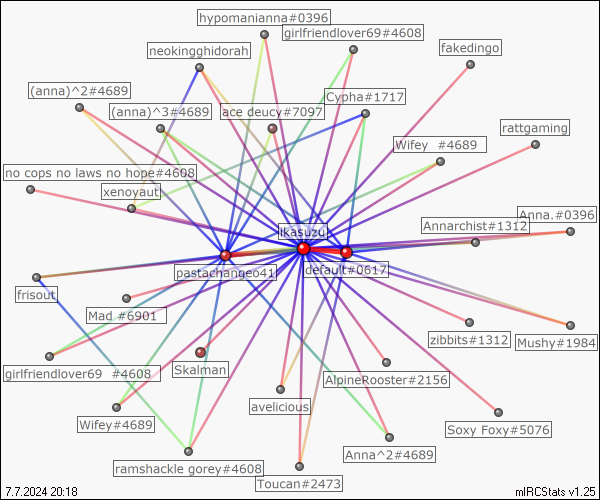 hypomanianna#0396
girlfriendlover69#4608
neokingghidorah
fakedingo
(anna)^2#4689
Cypha#1717
(anna)^3#4689
ace deucy#7097
rattgaming
Wifey #4689
no cops no laws no hope#4608
xenoyaut
Anna.#0396
Annarchist#1312
iKasuzu
pastachangeo41
default#0617
frisout
Mad #6901
zibbits#1312
Mushy#1984
girlfriendlover69 #4608
Skalman
AlpineRooster#2156
avelicious
Wifey#4689
Soxy Foxy#5076
Anna^2#4689
ramshackle gorey#4608
Toucan#2473
7.7.2024 20:18
mIRCStats v1.25